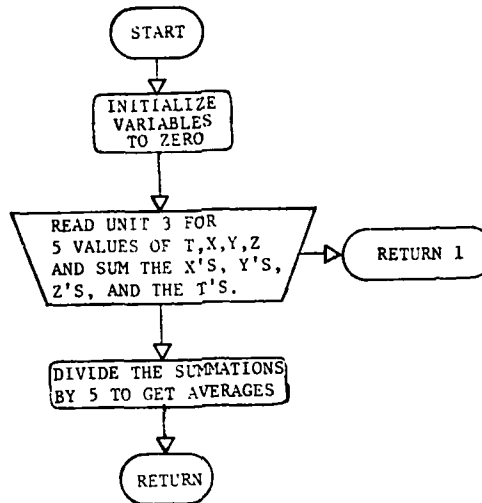 START
INITIALIZE
VARIABLES
TO ZERO
READ UNIT 3 FOR
5 VALUES OF T,X,Y,Z
AND SUM THE X'S, Y'S,
Z'S, AND THE T'S.
RETURN 1
DIVIDE THE SUMMATIONS
BY 5 TO GET AVERAGES
RETURN